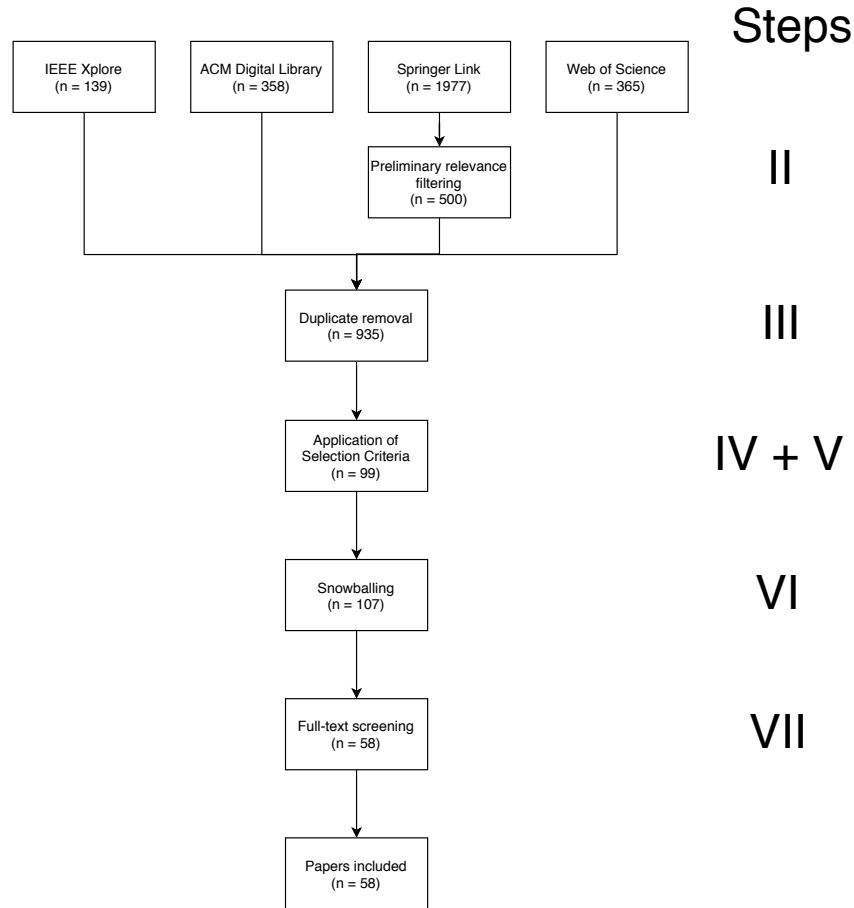 Steps
IEEE Xplore
(n = 139)
ACM Digital Library
(n = 358)
Springer Link
(n = 1977)
Web of Science
(n = 365)
Preliminary relevance
filtering
(n = 500)
II
Duplicate removal
(n = 935)
III
Application of
Selection Criteria
(n = 99)
IV + V
Snowballing
(n = 107)
VI
Full-text screening
(n = 58)
VII
Papers included
(n = 58)